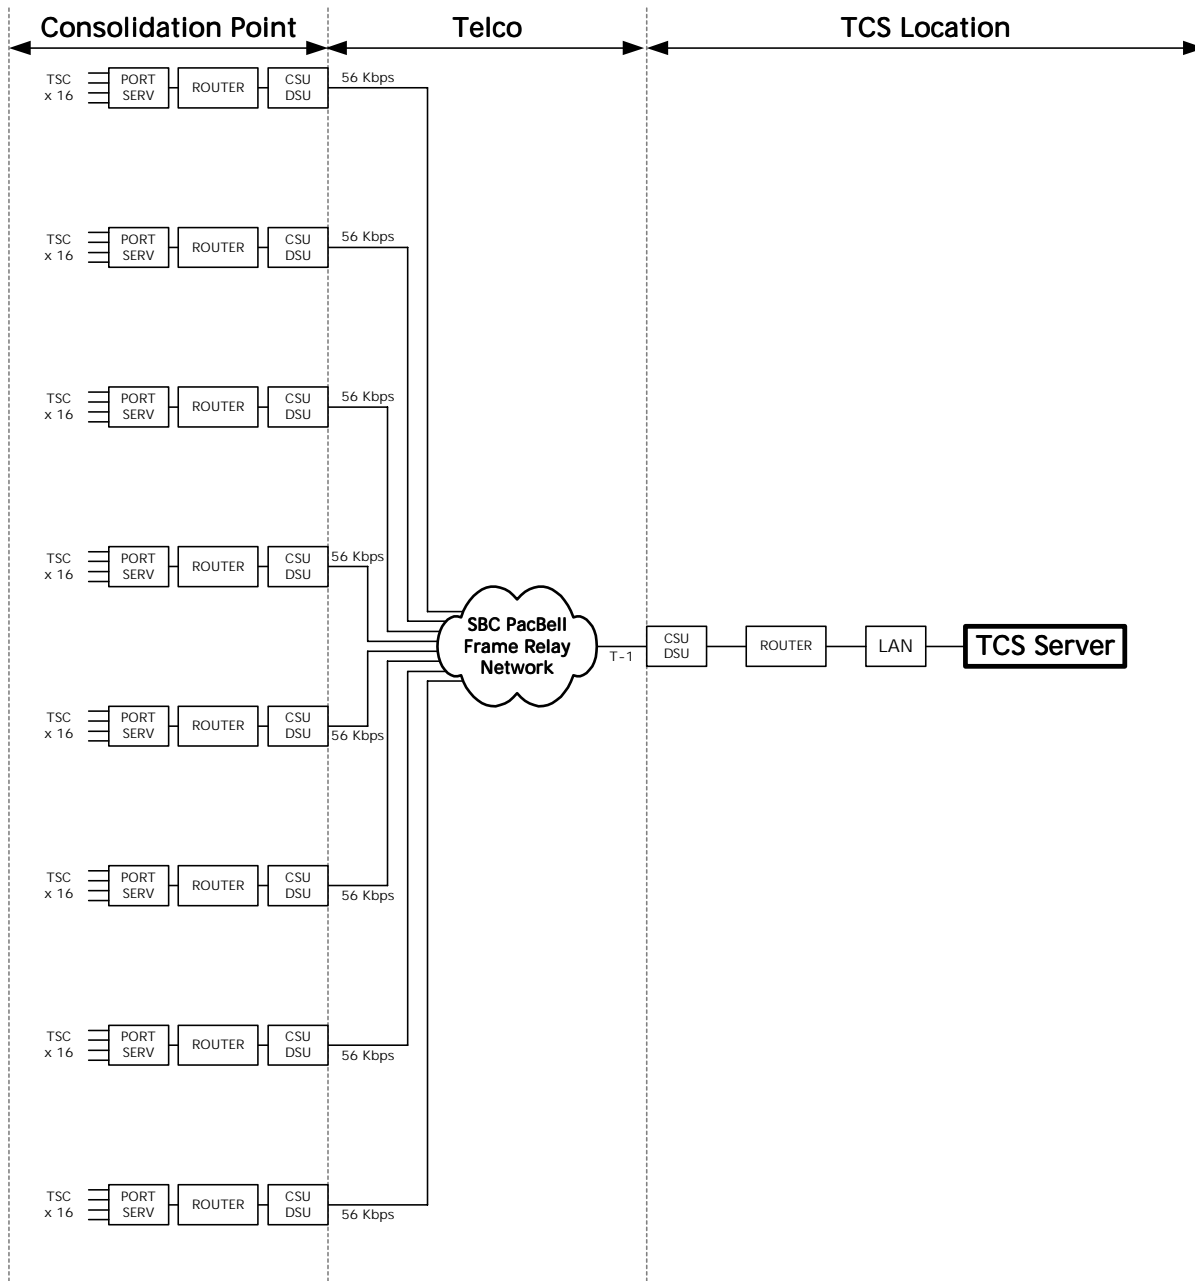 Consolidation Point
Telco
TCS Location
TSC
x 16
PORT
SERV
ROUTER
CSU
DSU
56 Kbps
TSC
x 16
PORT
SERV
ROUTER
CSU
DSU
56 Kbps
TSC
x 16
PORT
SERV
ROUTER
CSU
DSU
56 Kbps
TSC
x 16
PORT
SERV
ROUTER
CSU
DSU
56 Kbps
SBC PacBell
Frame Relay
Network
T-1
CSU
DSU
ROUTER
LAN
TCS Server
TSC
x 16
PORT
SERV
ROUTER
CSU
DSU
56 Kbps
TSC
x 16
PORT
SERV
ROUTER
CSU
DSU
56 Kbps
TSC
x 16
PORT
SERV
ROUTER
CSU
DSU
56 Kbps
TSC
x 16
PORT
SERV
ROUTER
CSU
DSU
56 Kbps